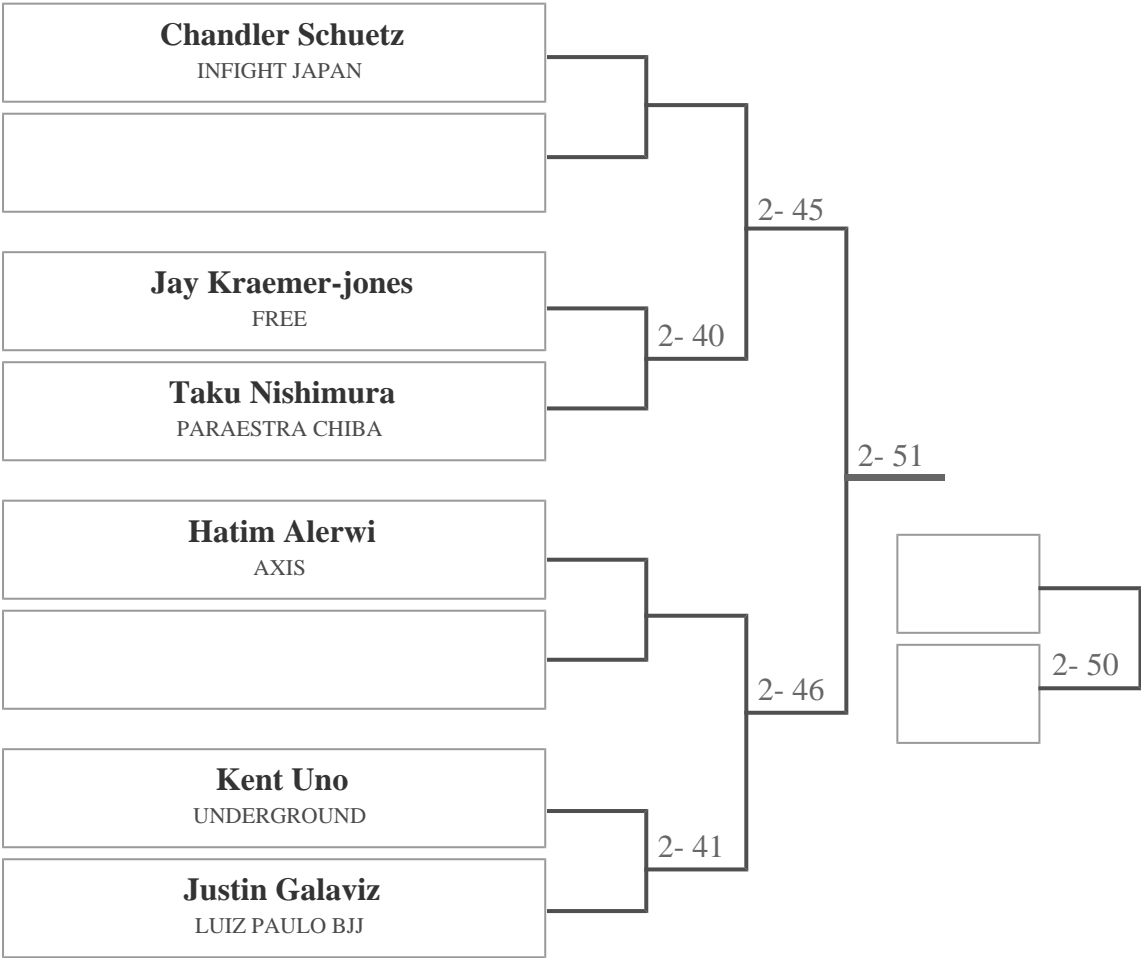 Chandler Schuetz
INFIGHT JAPAN
2- 45
Jay Kraemer-jones
FREE
2- 40
Taku Nishimura
PARAESTRA CHIBA
2- 51
Hatim Alerwi
AXIS
2- 50
2- 46
Kent Uno
UNDERGROUND
2- 41
Justin Galaviz
LUIZ PAULO BJJ